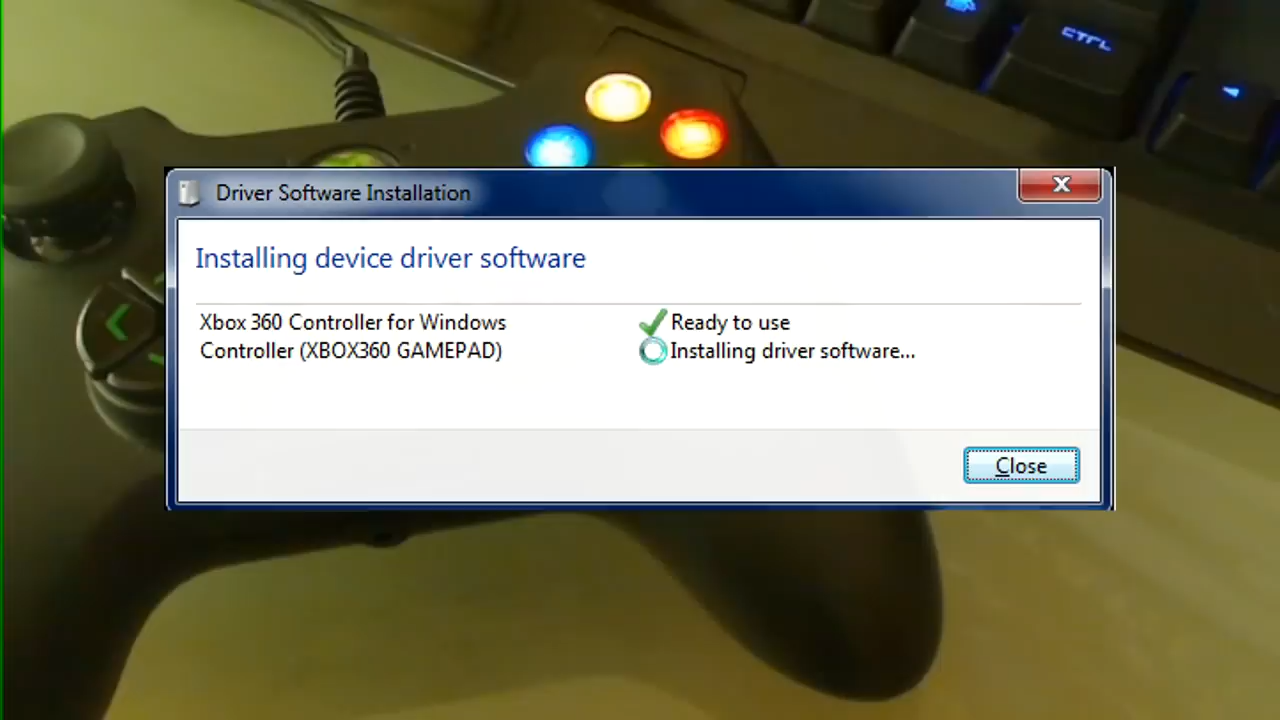 CTRL
Driver Software Installation
Installing device driver software
Xbox 360 Controller for Windows Ready to use
Controller (XBOX360 GAMEPAD) Installing driver software...
Close